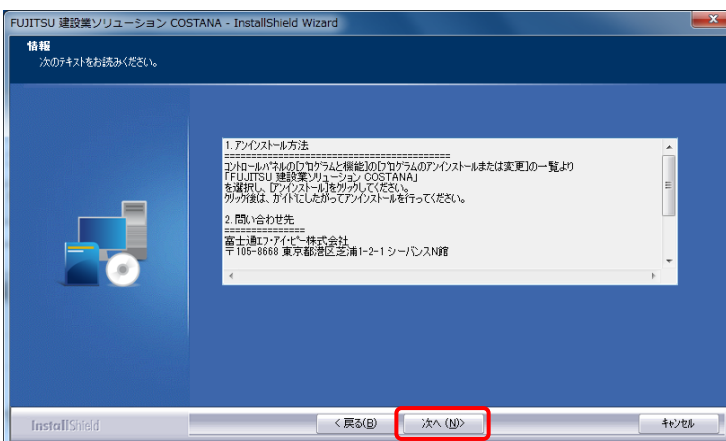 FUJITSU 建設業ソリューション COSTANA - InstallShield Wizard
情報
次のテキストをお読みください。
1. アンインストール方法
==========================================
コントロールパネルの[プログラムと機能]の[プログラムのアンインストールまたは変更]の一覧より
「FUJITSU 建設業ソリューション COSTANA」
を選択し、[アンインストール]をクリックしてください。
クリック後は、ガイドにしたがってアンインストールを行ってください。
2. 問い合わせ先
===============
富士通エフ・アイ・ピー株式会社
〒105-8668 東京都港区芝浦1-2-1 シーバンスN館
InstallShield
< 戻る(B)
次へ (N)>
キャンセル